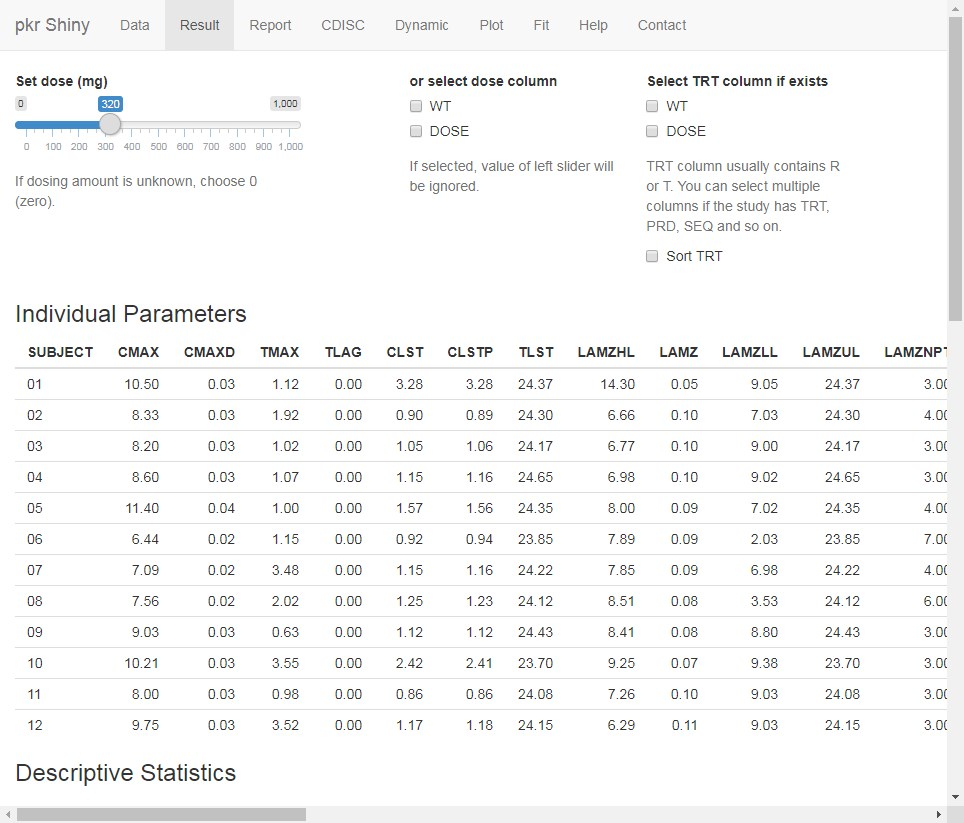 pkr Shiny Data Result Report CDISC Dynamic Plot Fit Help Contact
Set dose (mg)
0 320 1,000
0 100 200 300 400 500 600 700 800 900 1,000
If dosing amount is unknown, choose 0
(zero).
or select dose column
WT
DOSE
If selected, value of left slider will
be ignored.
Select TRT column if exists
WT
DOSE
TRT column usually contains R
or T. You can select multiple
columns if the study has TRT,
PRD, SEQ and so on.
Sort TRT
Individual Parameters
SUBJECT CMAX CMAXD TMAX TLAG CLST CLSTP TLST LAMZHL LAMZ LAMZLL LAMZUL LAMZNPT
01 10.50 0.03 1.12 0.00 3.28 3.28 24.37 14.30 0.05 9.05 24.37 3.00
02 8.33 0.03 1.92 0.00 0.90 0.89 24.30 6.66 0.10 7.03 24.30 4.00
03 8.20 0.03 1.02 0.00 1.05 1.06 24.17 6.77 0.10 9.00 24.17 3.00
04 8.60 0.03 1.07 0.00 1.15 1.16 24.65 6.98 0.10 9.02 24.65 3.00
05 11.40 0.04 1.00 0.00 1.57 1.56 24.35 8.00 0.09 7.02 24.35 4.00
06 6.44 0.02 1.15 0.00 0.92 0.94 23.85 7.89 0.09 2.03 23.85 7.00
07 7.09 0.02 3.48 0.00 1.15 1.16 24.22 7.85 0.09 6.98 24.22 4.00
08 7.56 0.02 2.02 0.00 1.25 1.23 24.12 8.51 0.08 3.53 24.12 6.00
09 9.03 0.03 0.63 0.00 1.12 1.12 24.43 8.41 0.08 8.80 24.43 3.00
10 10.21 0.03 3.55 0.00 2.42 2.41 23.70 9.25 0.07 9.38 23.70 3.00
11 8.00 0.03 0.98 0.00 0.86 0.86 24.08 7.26 0.10 9.03 24.08 3.00
12 9.75 0.03 3.52 0.00 1.17 1.18 24.15 6.29 0.11 9.03 24.15 3.00
Descriptive Statistics